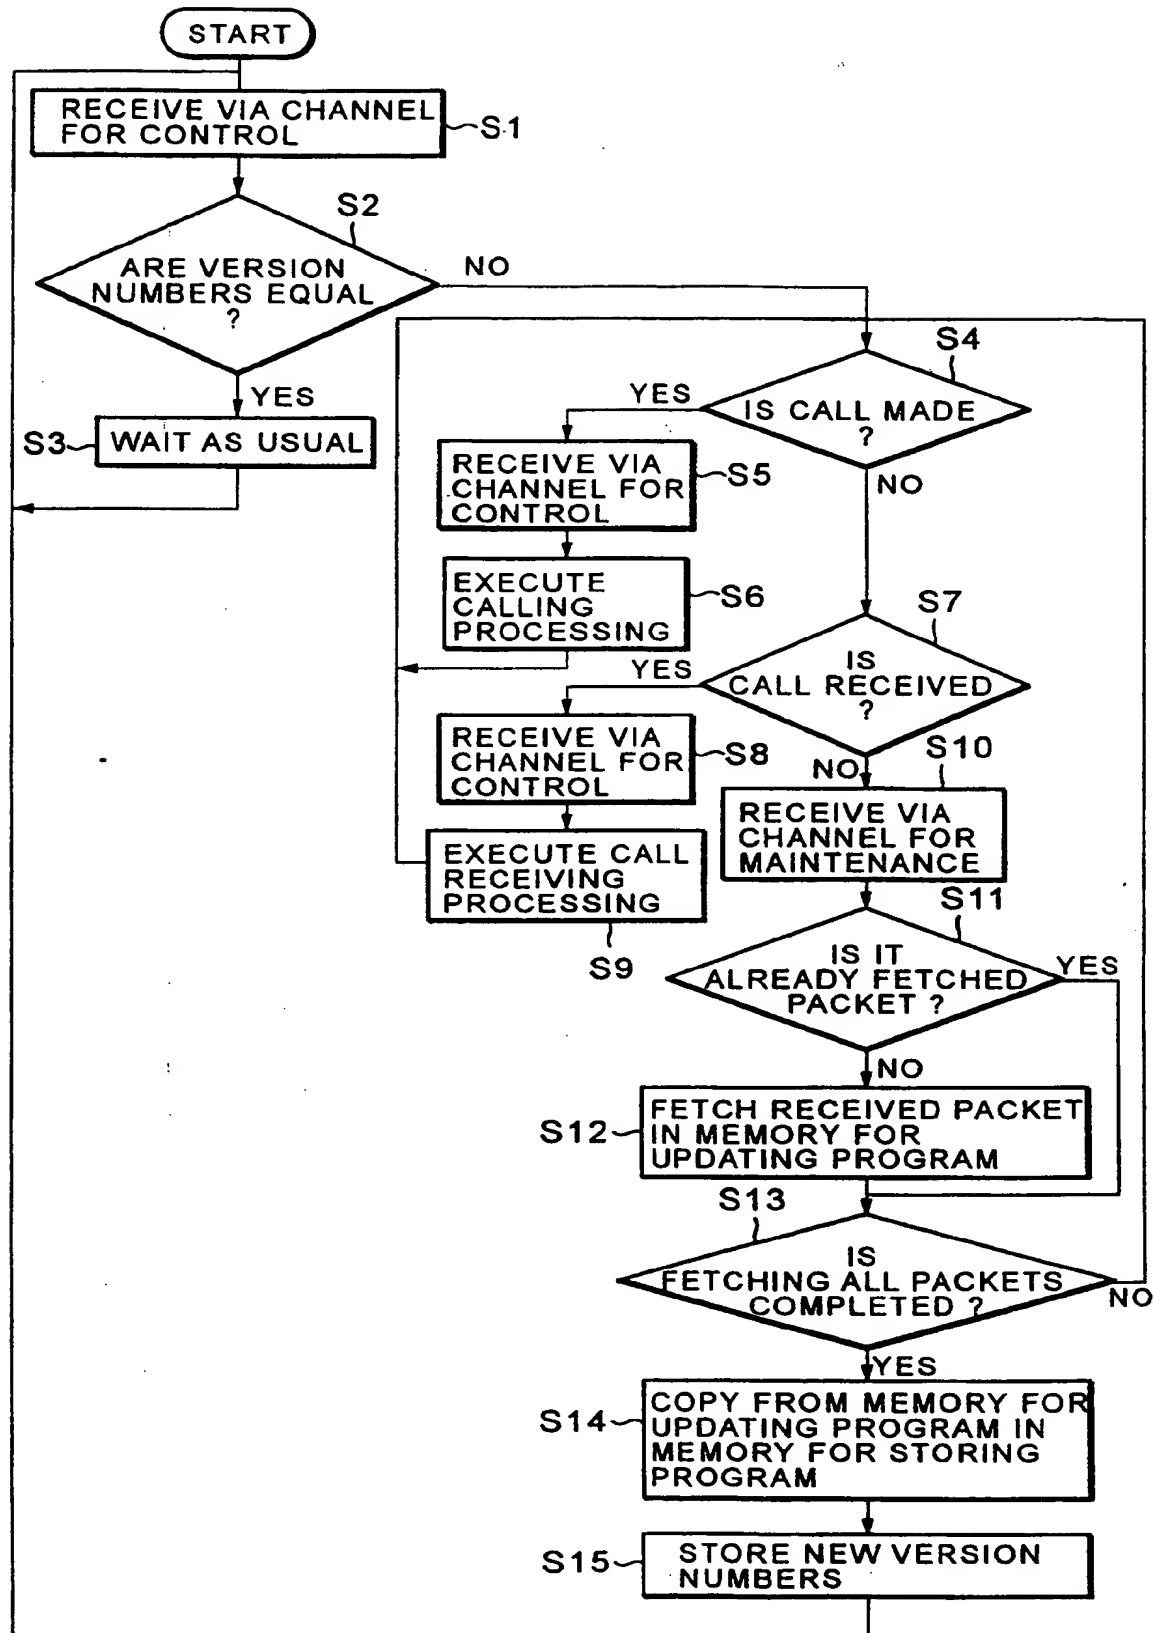 START
RECEIVE VIA CHANNEL
FOR CONTROL
S1
S2
ARE VERSION
NUMBERS EQUAL
?
NO
YES
S3
WAIT AS USUAL
S4
IS CALL MADE
?
YES
NO
RECEIVE VIA
CHANNEL FOR
CONTROL
S5
EXECUTE
CALLING
PROCESSING
S6
S7
IS
CALL RECEIVED
?
YES
NO
RECEIVE VIA
CHANNEL FOR
CONTROL
S8
EXECUTE CALL
RECEIVING
PROCESSING
S9
S10
RECEIVE VIA
CHANNEL FOR
MAINTENANCE
S11
IS IT
ALREADY FETCHED
PACKET ?
YES
NO
S12
FETCH RECEIVED PACKET
IN MEMORY FOR
UPDATING PROGRAM
S13
IS
FETCHING ALL PACKETS
COMPLETED ?
NO
YES
S14
COPY FROM MEMORY FOR
UPDATING PROGRAM IN
MEMORY FOR STORING
PROGRAM
S15
STORE NEW VERSION
NUMBERS